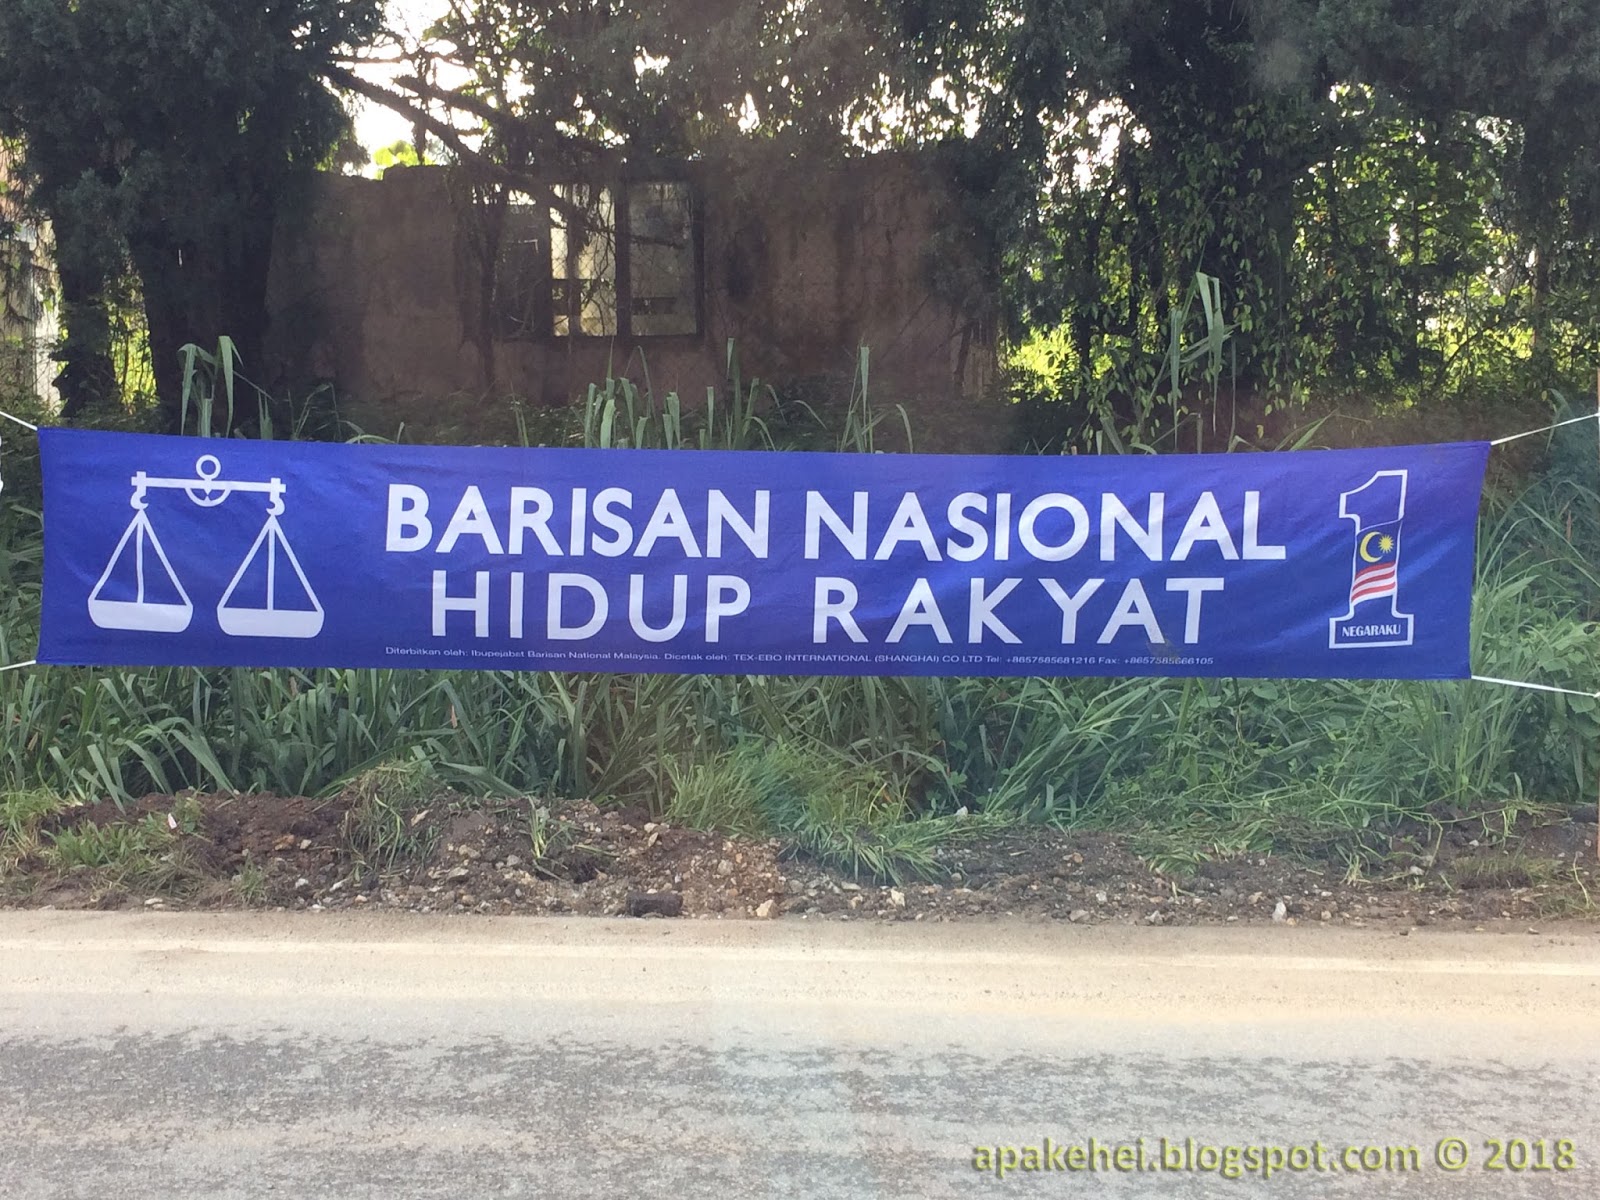 BARISAN NASIONAL
HIDUP RAKYAT
NEGARAKU
Diterbitkan oleh: Ibupejabat Barisan National Malaysia. Dicetak oleh: TEX-EBO INTERNATIONAL (SHANGHAI) CO LTD Tel: +8657585681216 Fax: +8657585666105
apakehei.blogspot.com © 2018